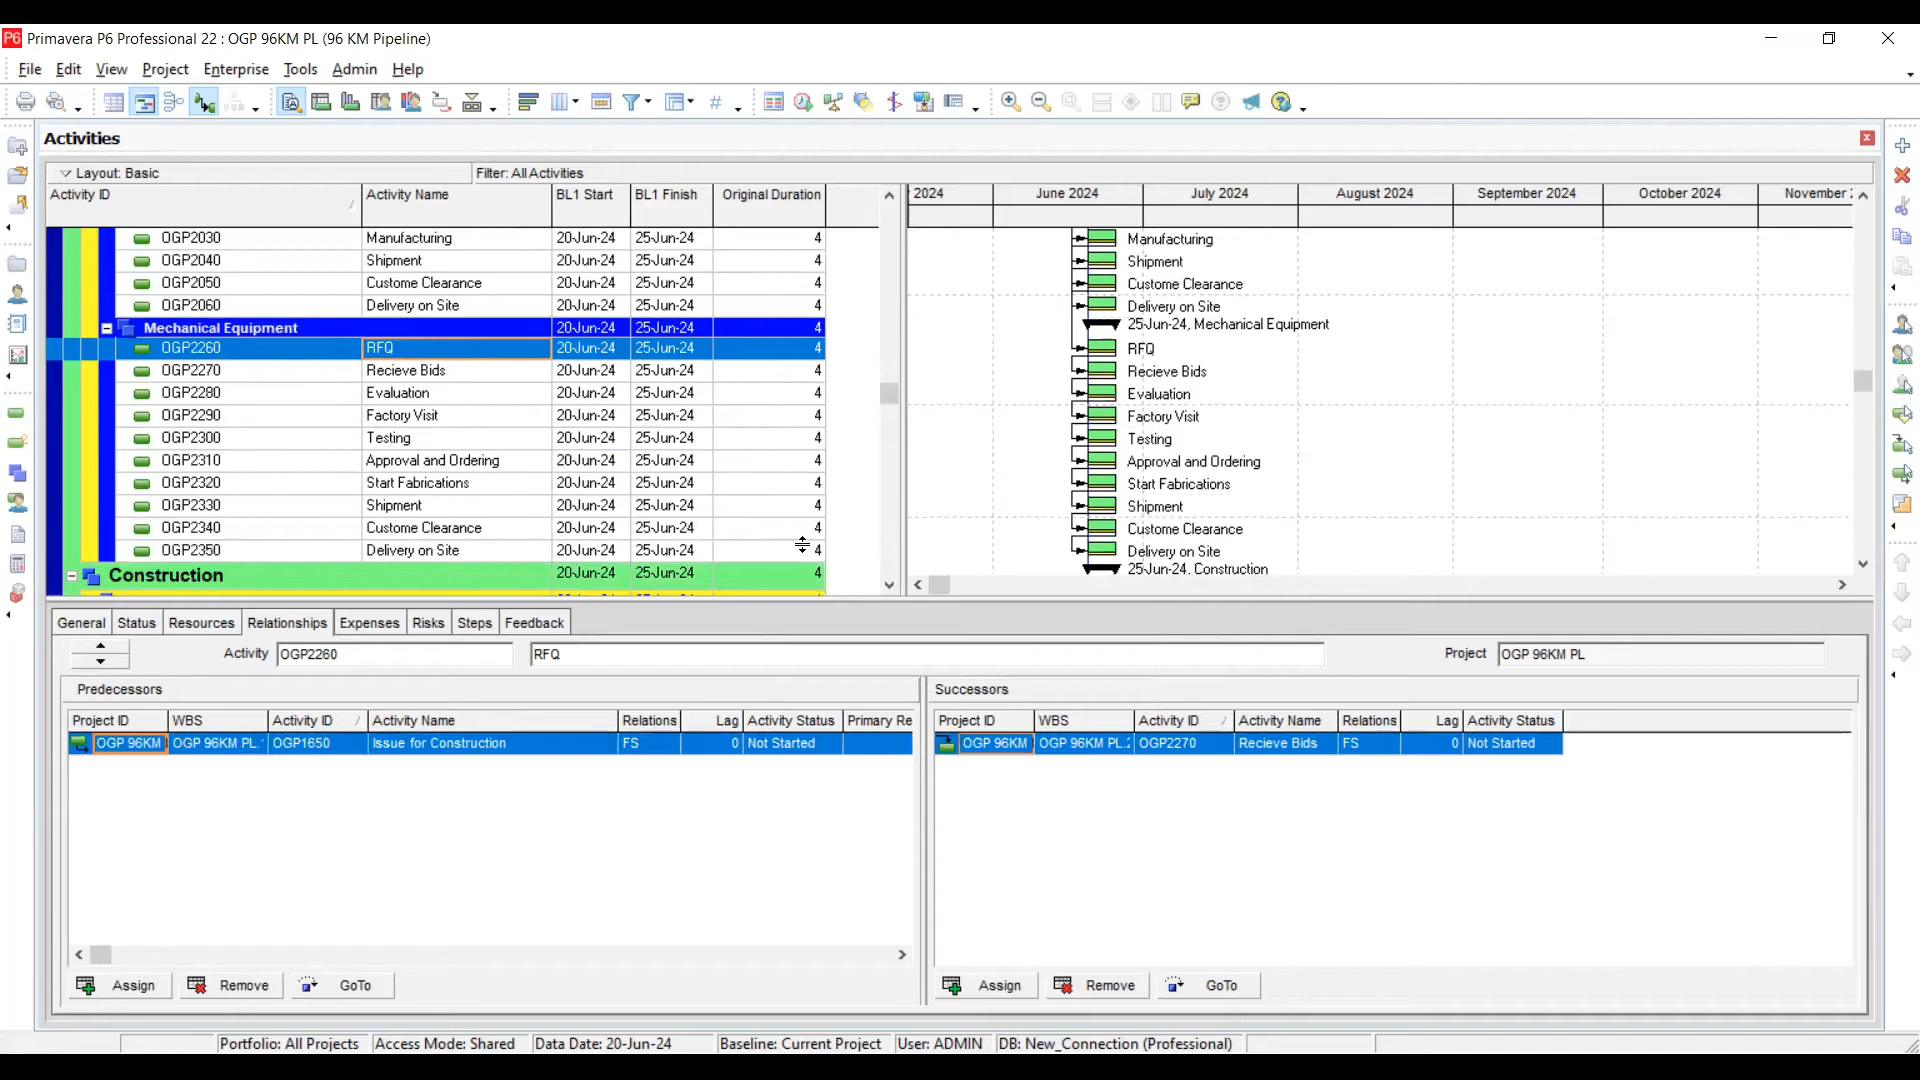 P6 Primavera P6 Professional 22 : OGP 96KM PL (96 KM Pipeline)
File Edit View Project Enterprise Tools Admin Help
Activities
Layout: Basic Filter: All Activities
Activity ID Activity Name BL1 Start BL1 Finish Original Duration
2024 June 2024 July 2024 August 2024 September 2024 October 2024 November
OGP2030 Manufacturing 20-Jun-24 25-Jun-24 4 Manufacturing
OGP2040 Shipment 20-Jun-24 25-Jun-24 4 Shipment
OGP2050 Custome Clearance 20-Jun-24 25-Jun-24 4 Custome Clearance
OGP2060 Delivery on Site 20-Jun-24 25-Jun-24 4 Delivery on Site
Mechanical Equipment 20-Jun-24 25-Jun-24 4 25-Jun-24, Mechanical Equipment
OGP2260 RFQ 20-Jun-24 25-Jun-24 4 RFQ
OGP2270 Recieve Bids 20-Jun-24 25-Jun-24 4 Recieve Bids
OGP2280 Evaluation 20-Jun-24 25-Jun-24 4 Evaluation
OGP2290 Factory Visit 20-Jun-24 25-Jun-24 4 Factory Visit
OGP2300 Testing 20-Jun-24 25-Jun-24 4 Testing
OGP2310 Approval and Ordering 20-Jun-24 25-Jun-24 4 Approval and Ordering
OGP2320 Start Fabrications 20-Jun-24 25-Jun-24 4 Start Fabrications
OGP2330 Shipment 20-Jun-24 25-Jun-24 4 Shipment
OGP2340 Custome Clearance 20-Jun-24 25-Jun-24 4 Custome Clearance
OGP2350 Delivery on Site 20-Jun-24 25-Jun-24 4 Delivery on Site
Construction 20-Jun-24 25-Jun-24 4 25-Jun-24, Construction
General Status Resources Relationships Expenses Risks Steps Feedback
Activity OGP2260 RFQ Project OGP 96KM PL
Predecessors Successors
Project ID WBS Activity ID Activity Name Relations Lag Activity Status Primary Re
OGP 96KM OGP 96KM PL. OGP1650 Issue for Construction FS 0 Not Started
Project ID WBS Activity ID Activity Name Relations Lag Activity Status
OGP 96KM OGP 96KM PL.2 OGP2270 Recieve Bids FS 0 Not Started
Assign Remove GoTo Assign Remove GoTo
Portfolio: All Projects Access Mode: Shared Data Date: 20-Jun-24 Baseline: Current Project User: ADMIN DB: New_Connection (Professional)